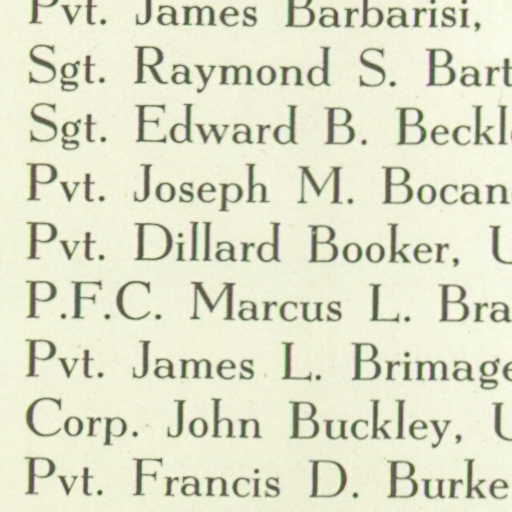 Pvt. James Barbarisi,
Sgt. Raymond S. Bart
Sgt. Edward B. Beckl
Pvt. Joseph M. Bocan
Pvt. Dillard Booker, U
P.F.C. Marcus L. Bra
Pvt. James L. Brimage
Corp. John Buckley, U
Pvt. Francis D. Burke